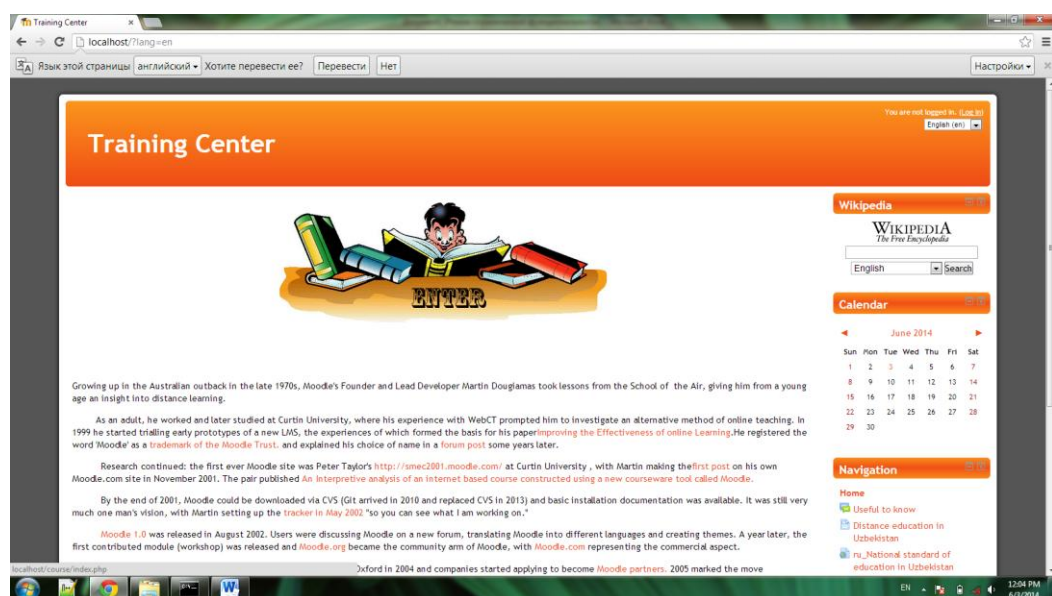 Training Center
localhost/?lang=en
Язык этой страницы английский Хотите перевести ее? Перевести Нет Настройки
You are not logged in. (Log in)
English (en)
Training Center
ENTER
Growing up in the Australian outback in the late 1970s, Moodle's Founder and Lead Developer Martin Dougiamas took lessons from the School of the Air, giving him from a young
age an insight into distance learning.
As an adult, he worked and later studied at Curtin University, where his experience with WebCT prompted him to investigate an alternative method of online teaching. In
1999 he started trialling early prototypes of a new LMS, the experiences of which formed the basis for his paperImproving the Effectiveness of online Learning.He registered the
word 'Moodle' as a trademark of the Moodle Trust. and explained his choice of name in a forum post some years later.
Research continued: the first ever Moodle site was Peter Taylor's http://smec2001.moodle.com/ at Curtin University , with Martin making thefirst post on his own
Moodle.com site in November 2001. The pair published An Interpretive analysis of an internet based course constructed using a new courseware tool called Moodle.
By the end of 2001, Moodle could be downloaded via CVS (Git arrived in 2010 and replaced CVS in 2013) and basic installation documentation was available. It was still very
much one man's vision, with Martin setting up the tracker in May 2002 "so you can see what I am working on."
Moodle 1.0 was released in August 2002. Users were discussing Moodle on a new forum, translating Moodle into different languages and creating themes. A year later, the
first contributed module (workshop) was released and Moodle.org became the community arm of Moodle, with Moodle.com representing the commercial aspect.
Oxford in 2004 and companies started applying to become Moodle partners. 2005 marked the move
Wikipedia
WIKIPEDIA
The Free Encyclopedia
English Search
Calendar
June 2014
Sun Mon Tue Wed Thu Fri Sat
1 2 3 4 5 6 7
8 9 10 11 12 13 14
15 16 17 18 19 20 21
22 23 24 25 26 27 28
29 30
Navigation
Home
Useful to know
Distance education in
Uzbekistan
ru_National standard of
education in Uzbekistan
localhost/course/index.php
EN
12:04 PM
6/3/2014